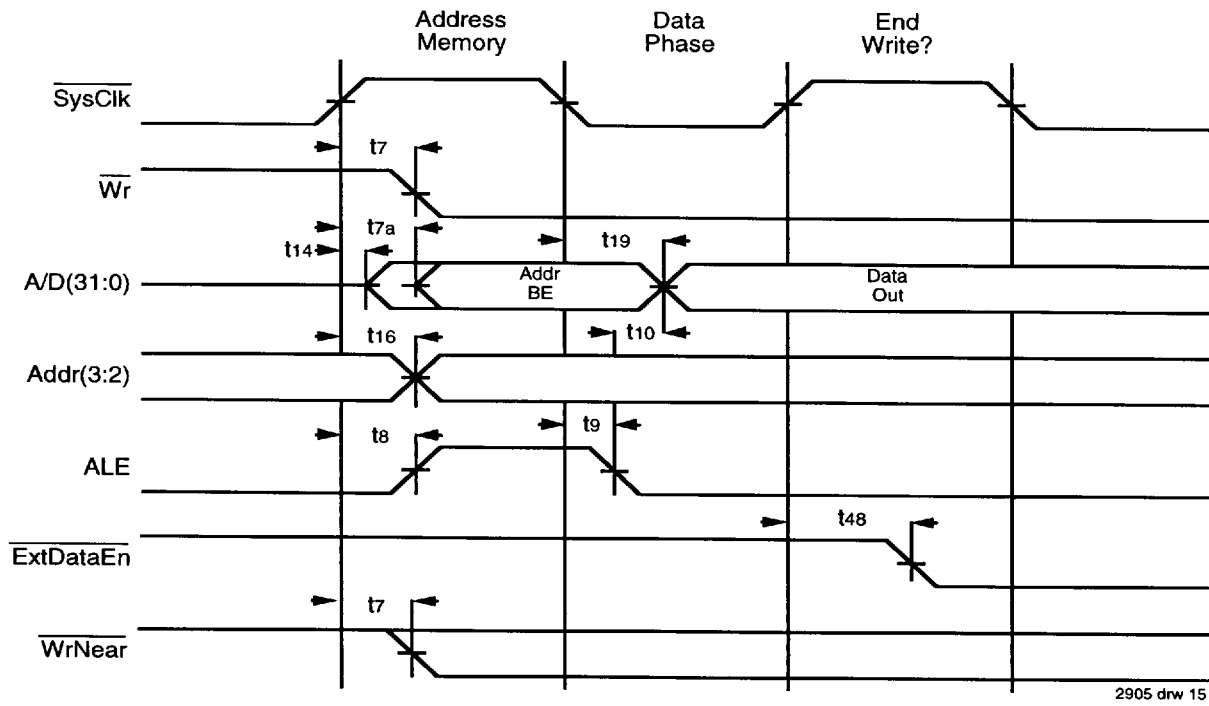 Address Memory
Data Phase
End Write?
SysClk
t7
Wr
t7a
t14
t19
A/D(31:0)
Addr BE
Data Out
t10
t16
Addr(3:2)
t9
t8
ALE
t48
ExtDataEn
t7
WrNear
2905 drw 15